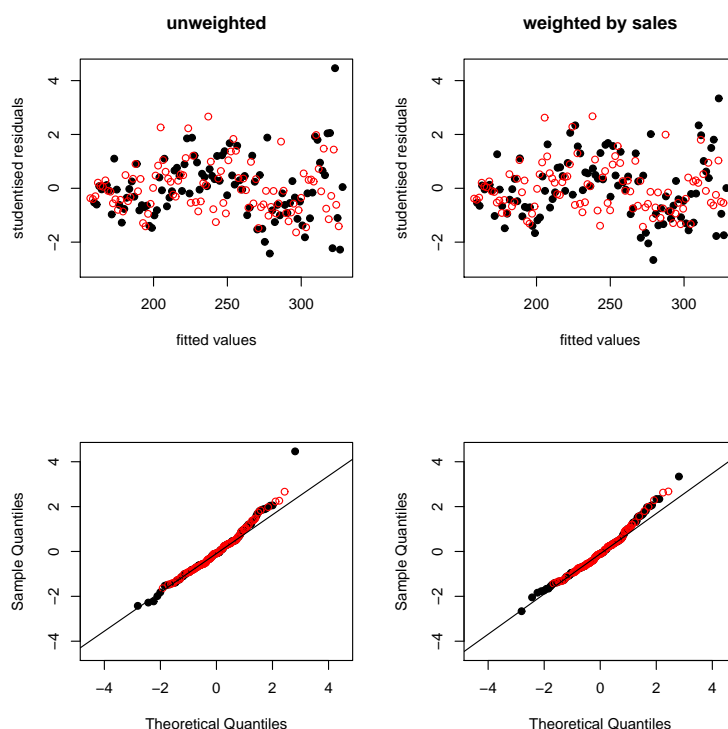 unweighted
studentised residuals
4
2
0
−2
200 250 300
fitted values
weighted by sales
studentised residuals
4
2
0
−2
200 250 300
fitted values
Sample Quantiles
4
2
0
−2
−4
−4 −2 0 2 4
Theoretical Quantiles
Sample Quantiles
4
2
0
−2
−4
−4 −2 0 2 4
Theoretical Quantiles